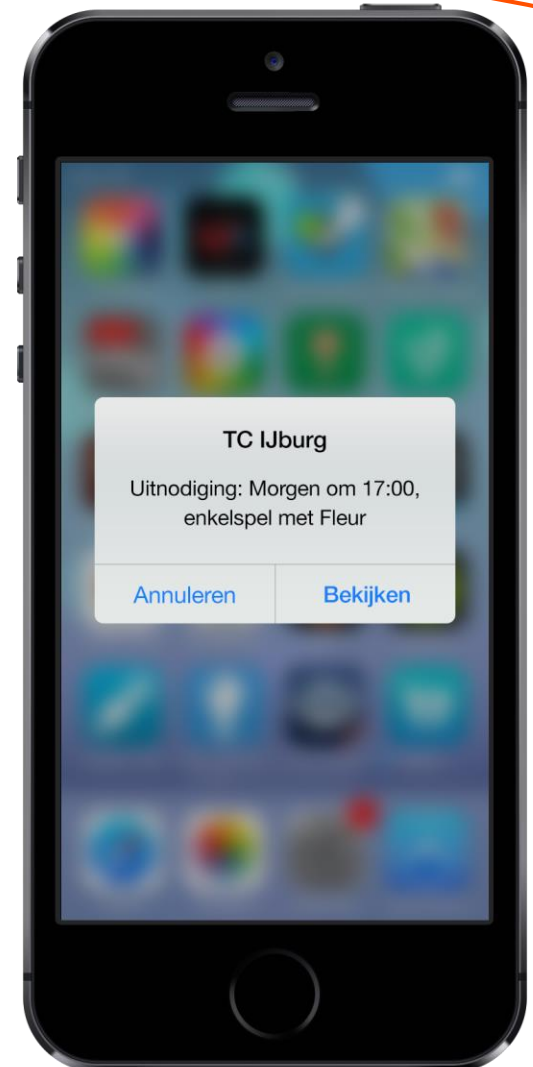 TC IJburg
Uitnodiging: Morgen om 17:00,
enkelspel met Fleur
Annuleren
Bekijken